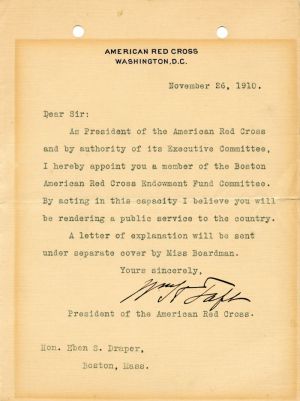 AMERICAN RED CROSS
WASHINGTON, D.C.
November 26, 1910.
Dear Sir:
As President of the American Red Cross
and by authority of its Executive Committee,
I hereby appoint you a member of the Boston
American Red Cross Endowment Fund Committee.
By acting in this capacity I believe you will
be rendering a public service to the country.
A letter of explanation will be sent
under separate cover by Miss Boardman.
Yours sincerely,
Wm H Taft
President of the American Red Cross.
Hon. Eben S. Draper,
Boston, Mass.